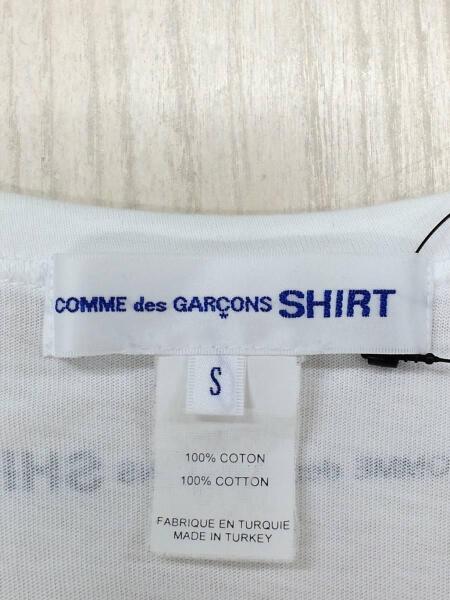 COMME des GARÇONS SHIRT
S
100% COTON
100% COTTON
FABRIQUE EN TURQUIE
MADE IN TURKEY